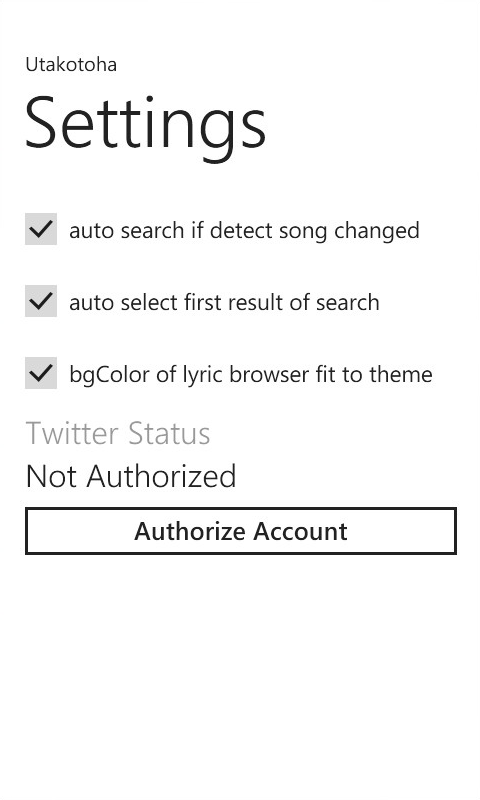 Utakotoha
Settings
auto search if detect song changed
auto select first result of search
bgColor of lyric browser fit to theme
Twitter Status
Not Authorized
Authorize Account